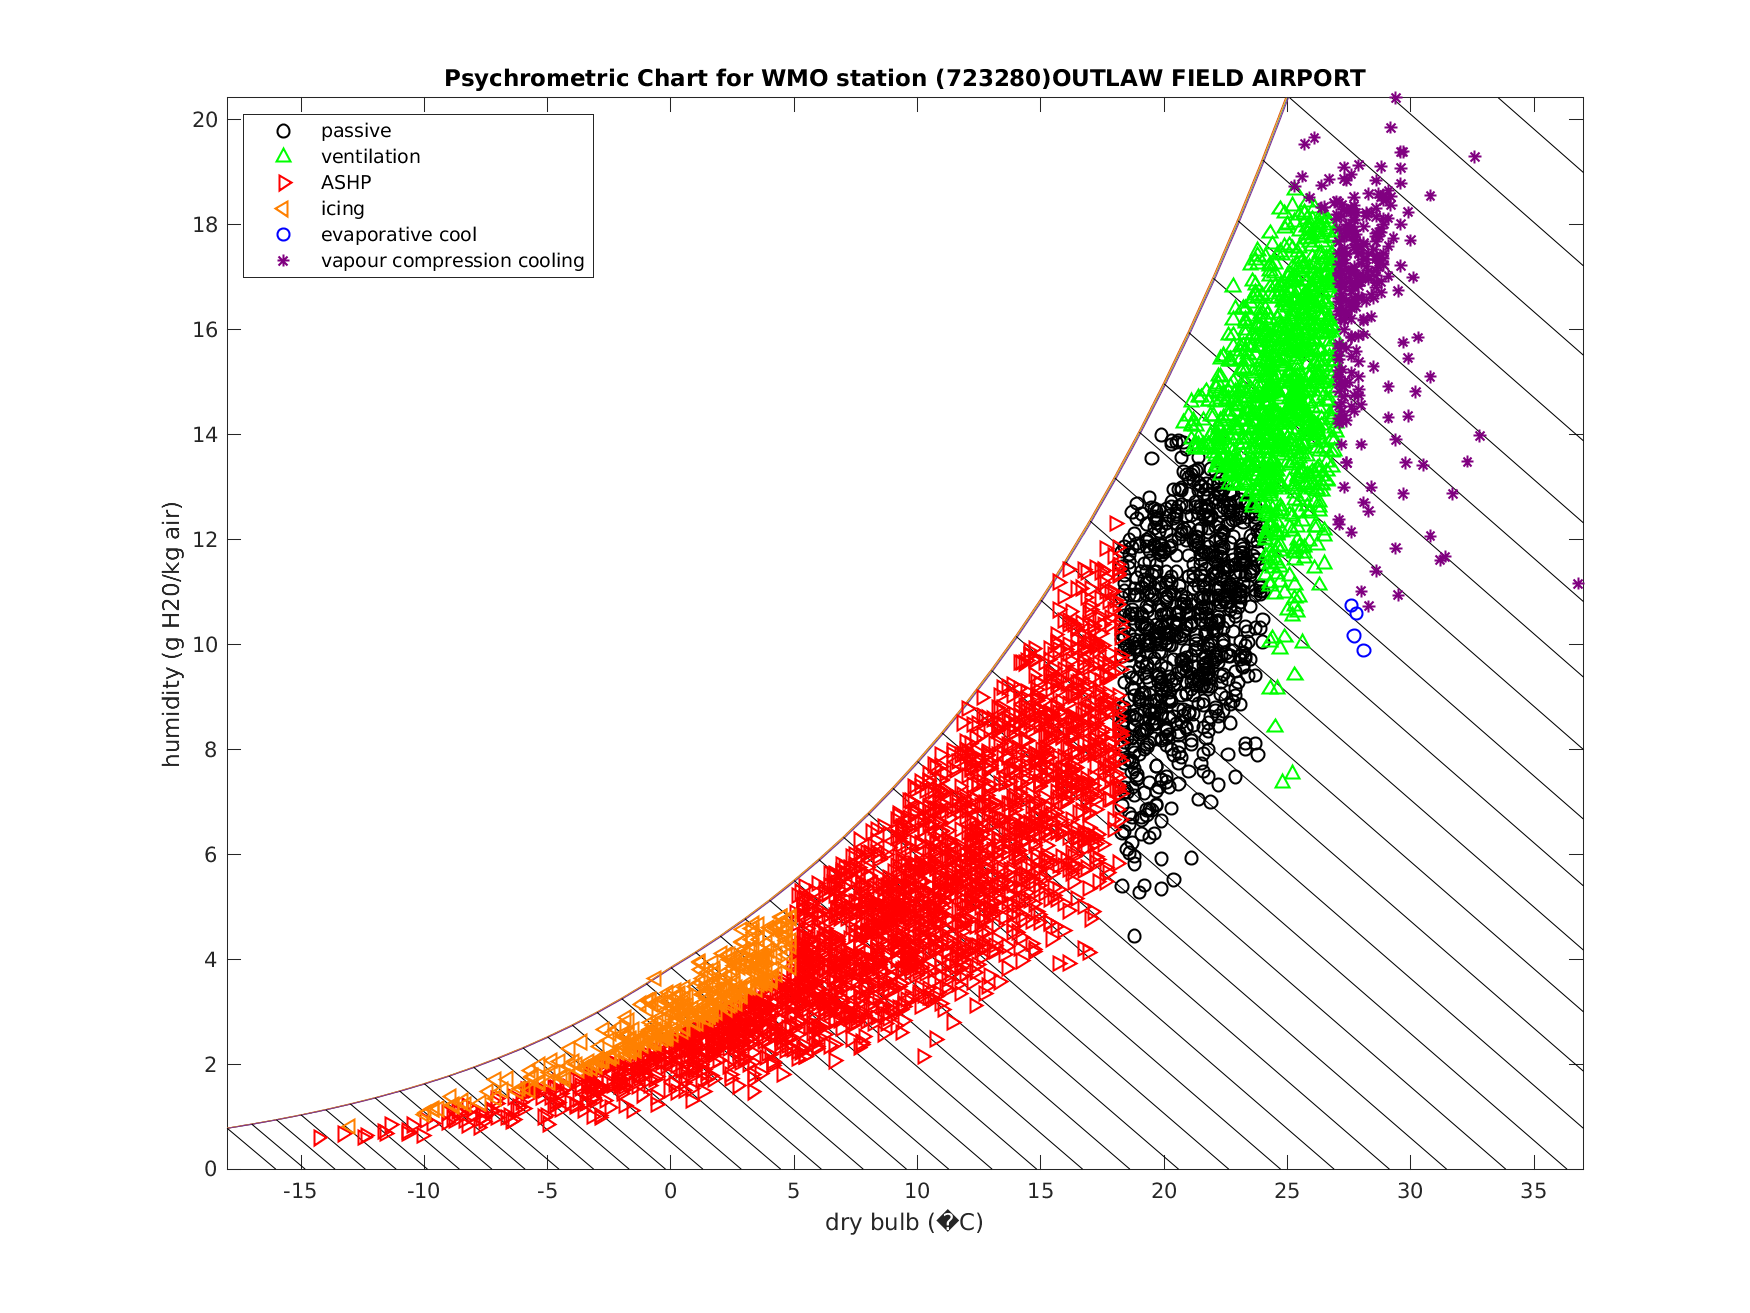 Psychrometric Chart for WMO station (723280)OUTLAW FIELD AIRPORT
passive
ventilation
ASHP
icing
evaporative cool
vapour compression cooling
humidity (g H20/kg air)
20
18
16
14
12
10
8
6
4
2
0
-15 -10 -5 0 5 10 15 20 25 30 35
dry bulb (�C)